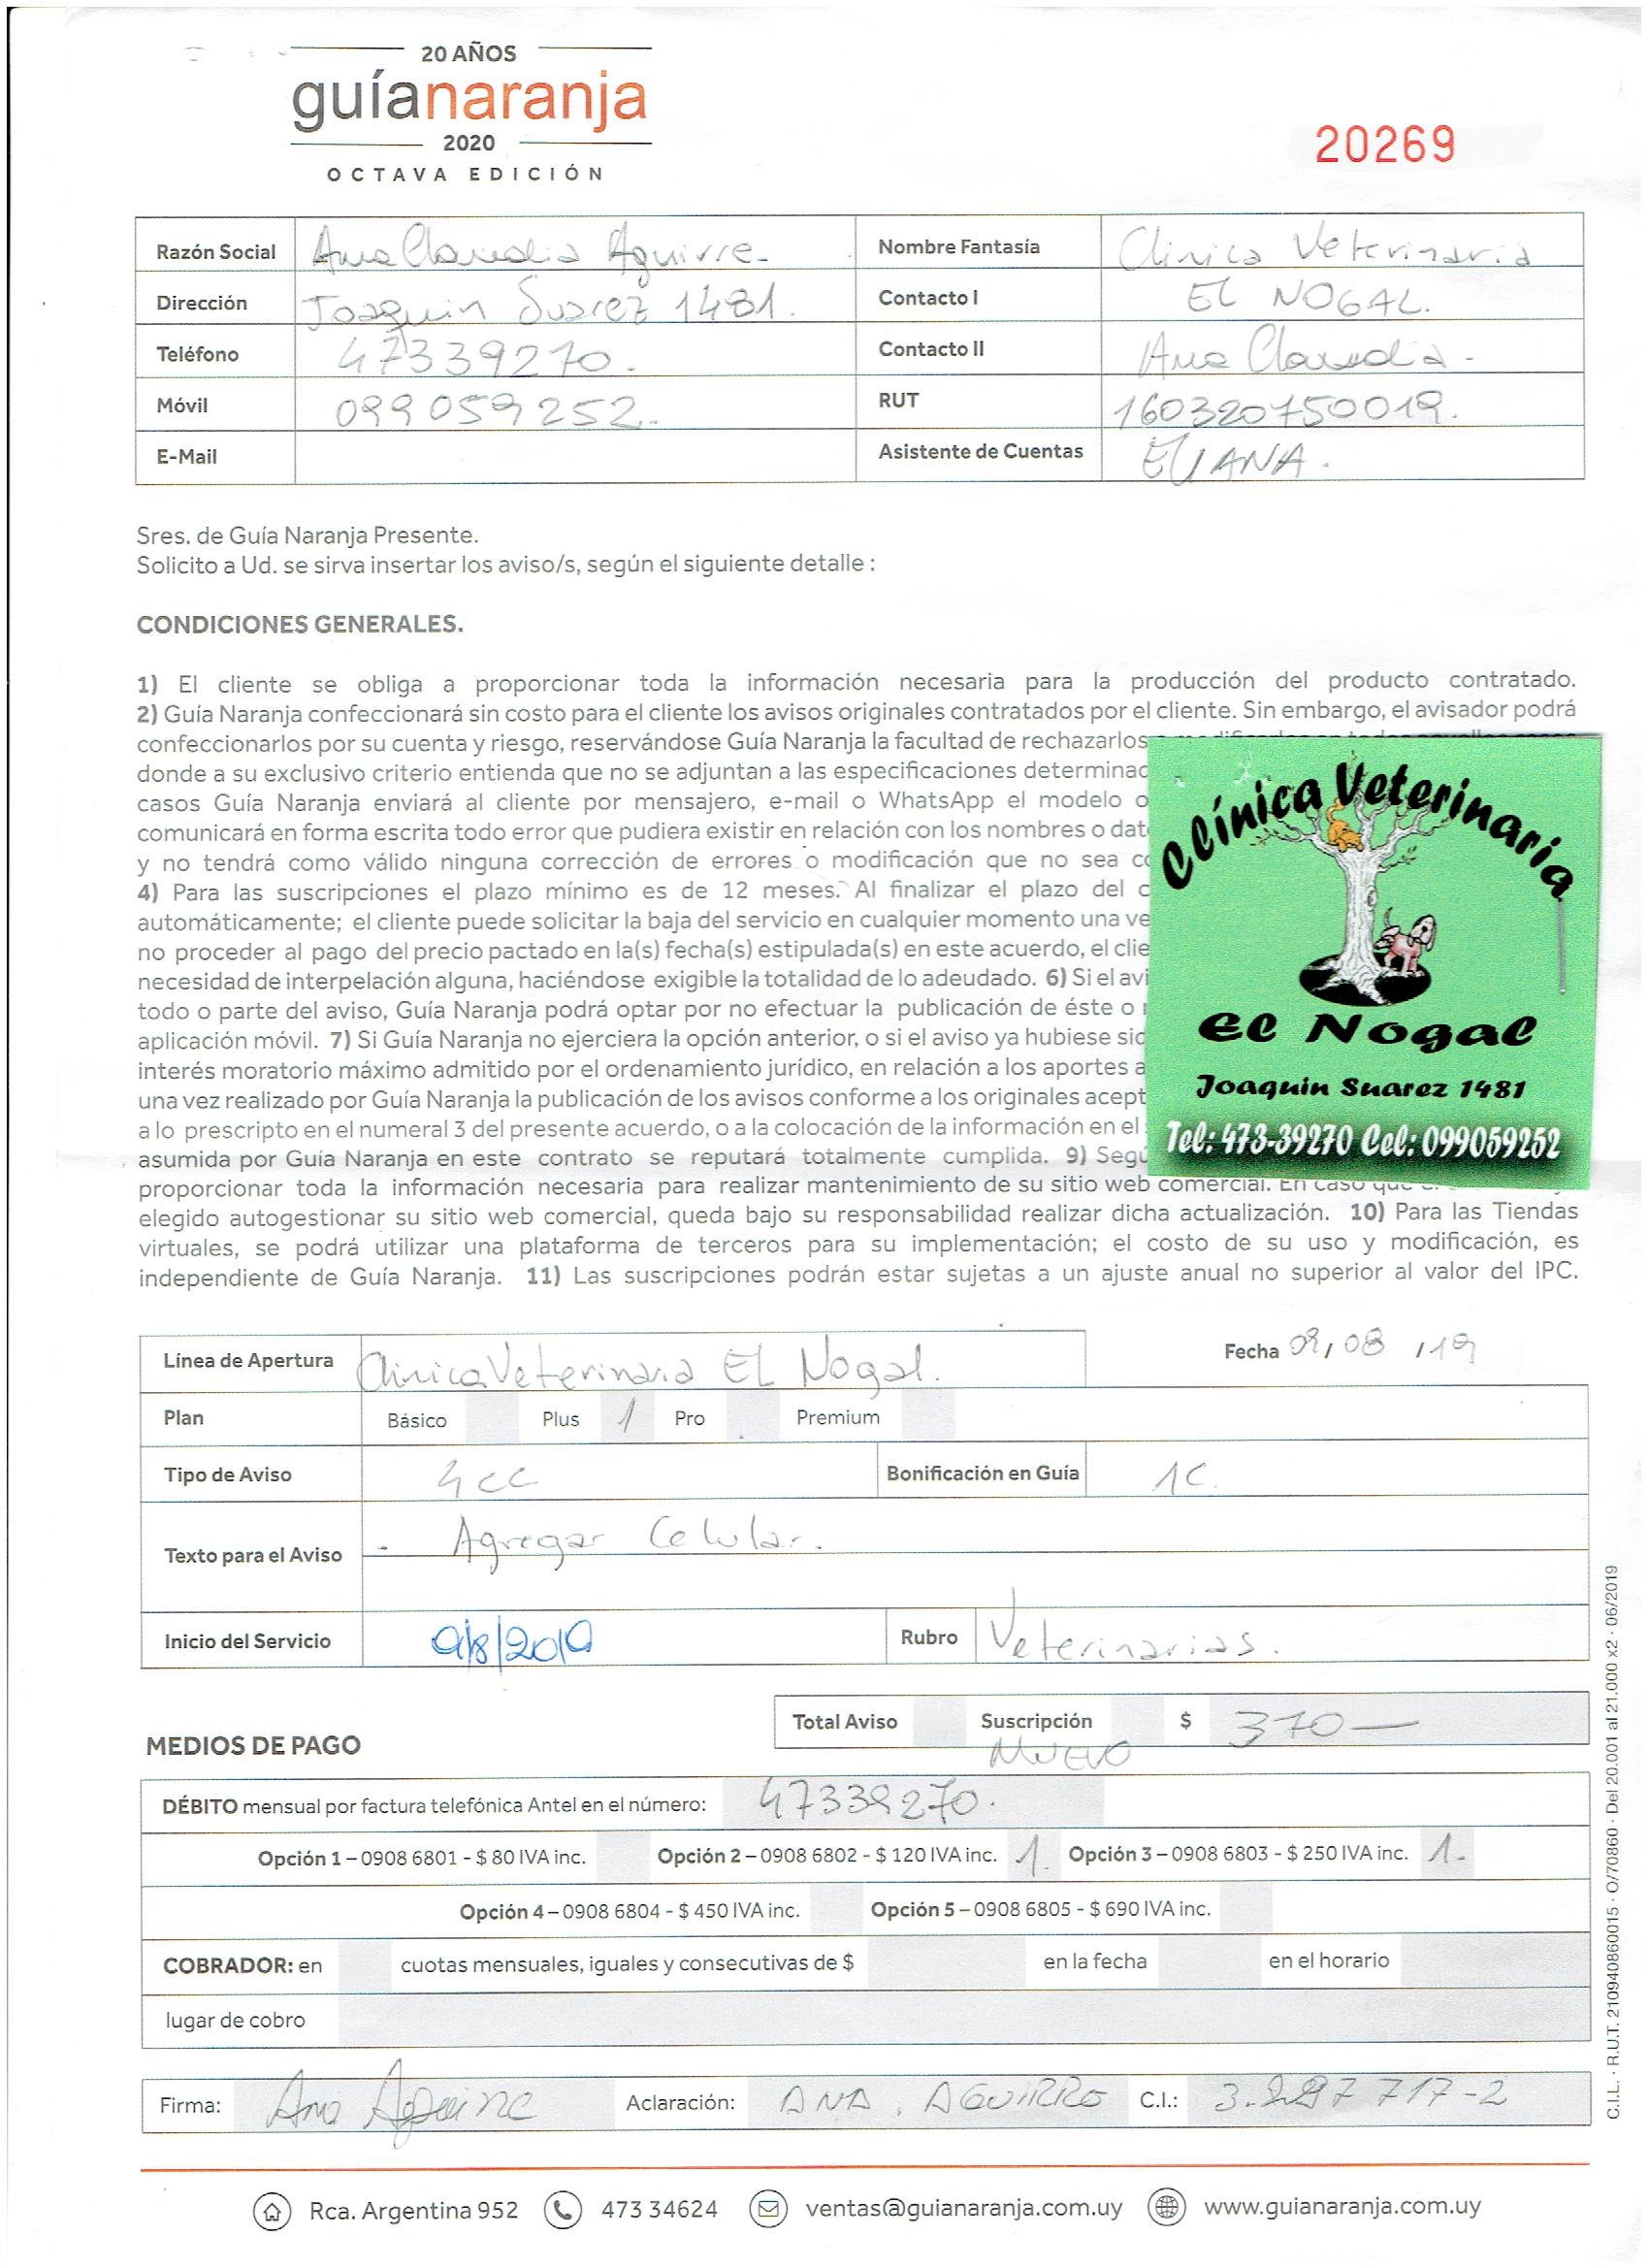 20 AÑOS
guíanaranja
2020
OCTAVA EDICIÓN
20269
Razón Social Ana Claudia Aguirre Nombre Fantasía Clinica Veterinaria
Dirección Joaquin Suarez 1481. Contacto I EL NOGAL.
Teléfono 47339270. Contacto II Ana Claudia -
Móvil 099059252. RUT 160320750019.
E-Mail Asistente de Cuentas ELIANA.
Sres. de Guía Naranja Presente.
Solicito a Ud. se sirva insertar los aviso/s, según el siguiente detalle :
CONDICIONES GENERALES.
1) El cliente se obliga a proporcionar toda la información necesaria para la producción del producto contratado.
2) Guía Naranja confeccionará sin costo para el cliente los avisos originales contratados por el cliente. Sin embargo, el avisador podrá
confeccionarlos por su cuenta y riesgo, reservándose Guía Naranja la facultad de rechazarlos
donde a su exclusivo criterio entienda que no se adjuntan a las especificaciones determinac
casos Guía Naranja enviará al cliente por mensajero, e-mail o WhatsApp el modelo o
comunicará en forma escrita todo error que pudiera existir en relación con los nombres o dat
y no tendrá como válido ninguna corrección de errores o modificación que no sea c
4) Para las suscripciones el plazo mínimo es de 12 meses. Al finalizar el plazo del c
automáticamente; el cliente puede solicitar la baja del servicio en cualquier momento una ve
no proceder al pago del precio pactado en la(s) fecha(s) estipulada(s) en este acuerdo, el clie
necesidad de interpelación alguna, haciéndose exigible la totalidad de lo adeudado. 6) Si el avi
todo o parte del aviso, Guía Naranja podrá optar por no efectuar la publicación de éste o
aplicación móvil. 7) Si Guía Naranja no ejerciera la opción anterior, o si el aviso ya hubiese sid
interés moratorio máximo admitido por el ordenamiento jurídico, en relación a los aportes a
una vez realizado por Guía Naranja la publicación de los avisos conforme a los originales acept
a lo prescripto en el numeral 3 del presente acuerdo, o a la colocación de la información en el
asumida por Guía Naranja en este contrato se reputará totalmente cumplida. 9) Segú
proporcionar toda la información necesaria para realizar mantenimiento de su sitio web comercial. En caso que
elegido autogestionar su sitio web comercial, queda bajo su responsabilidad realizar dicha actualización. 10) Para las Tiendas
virtuales, se podrá utilizar una plataforma de terceros para su implementación; el costo de su uso y modificación, es
independiente de Guía Naranja. 11) Las suscripciones podrán estar sujetas a un ajuste anual no superior al valor del IPC.
Clínica Veterinaria
El Nogal
Joaquin Suarez 1481
Tel: 473-39270 Cel: 099059252
Línea de Apertura Clinica Veterinaria EL Nogal. Fecha 09/08/19
Plan Básico Plus 1 Pro Premium
Tipo de Aviso 4cc Bonificación en Guía 1C.
Texto para el Aviso - Agregar Celular.
Inicio del Servicio 9/8/2019 Rubro Veterinarias.
Total Aviso Suscripción $ 370—
NUEVO
MEDIOS DE PAGO
DÉBITO mensual por factura telefónica Antel en el número: 47339270.
Opción 1 – 0908 6801 - $ 80 IVA inc. Opción 2 – 0908 6802 - $ 120 IVA inc. 1. Opción 3 – 0908 6803 - $ 250 IVA inc. 1.-
Opción 4 – 0908 6804 - $ 450 IVA inc. Opción 5 – 0908 6805 - $ 690 IVA inc.
COBRADOR: en cuotas mensuales, iguales y consecutivas de $ en la fecha en el horario
lugar de cobro
Firma: Ana Aguirre Aclaración: ANA. AGUIRRE C.I.: 717-2
Rca. Argentina 952 473 34624 ventas@guianaranja.com.uy www.guianaranja.com.uy
C.I.L. · R.U.T. 210940860015 · O/70860 · Del 20.001 al 21.000 x2 · 06/2019